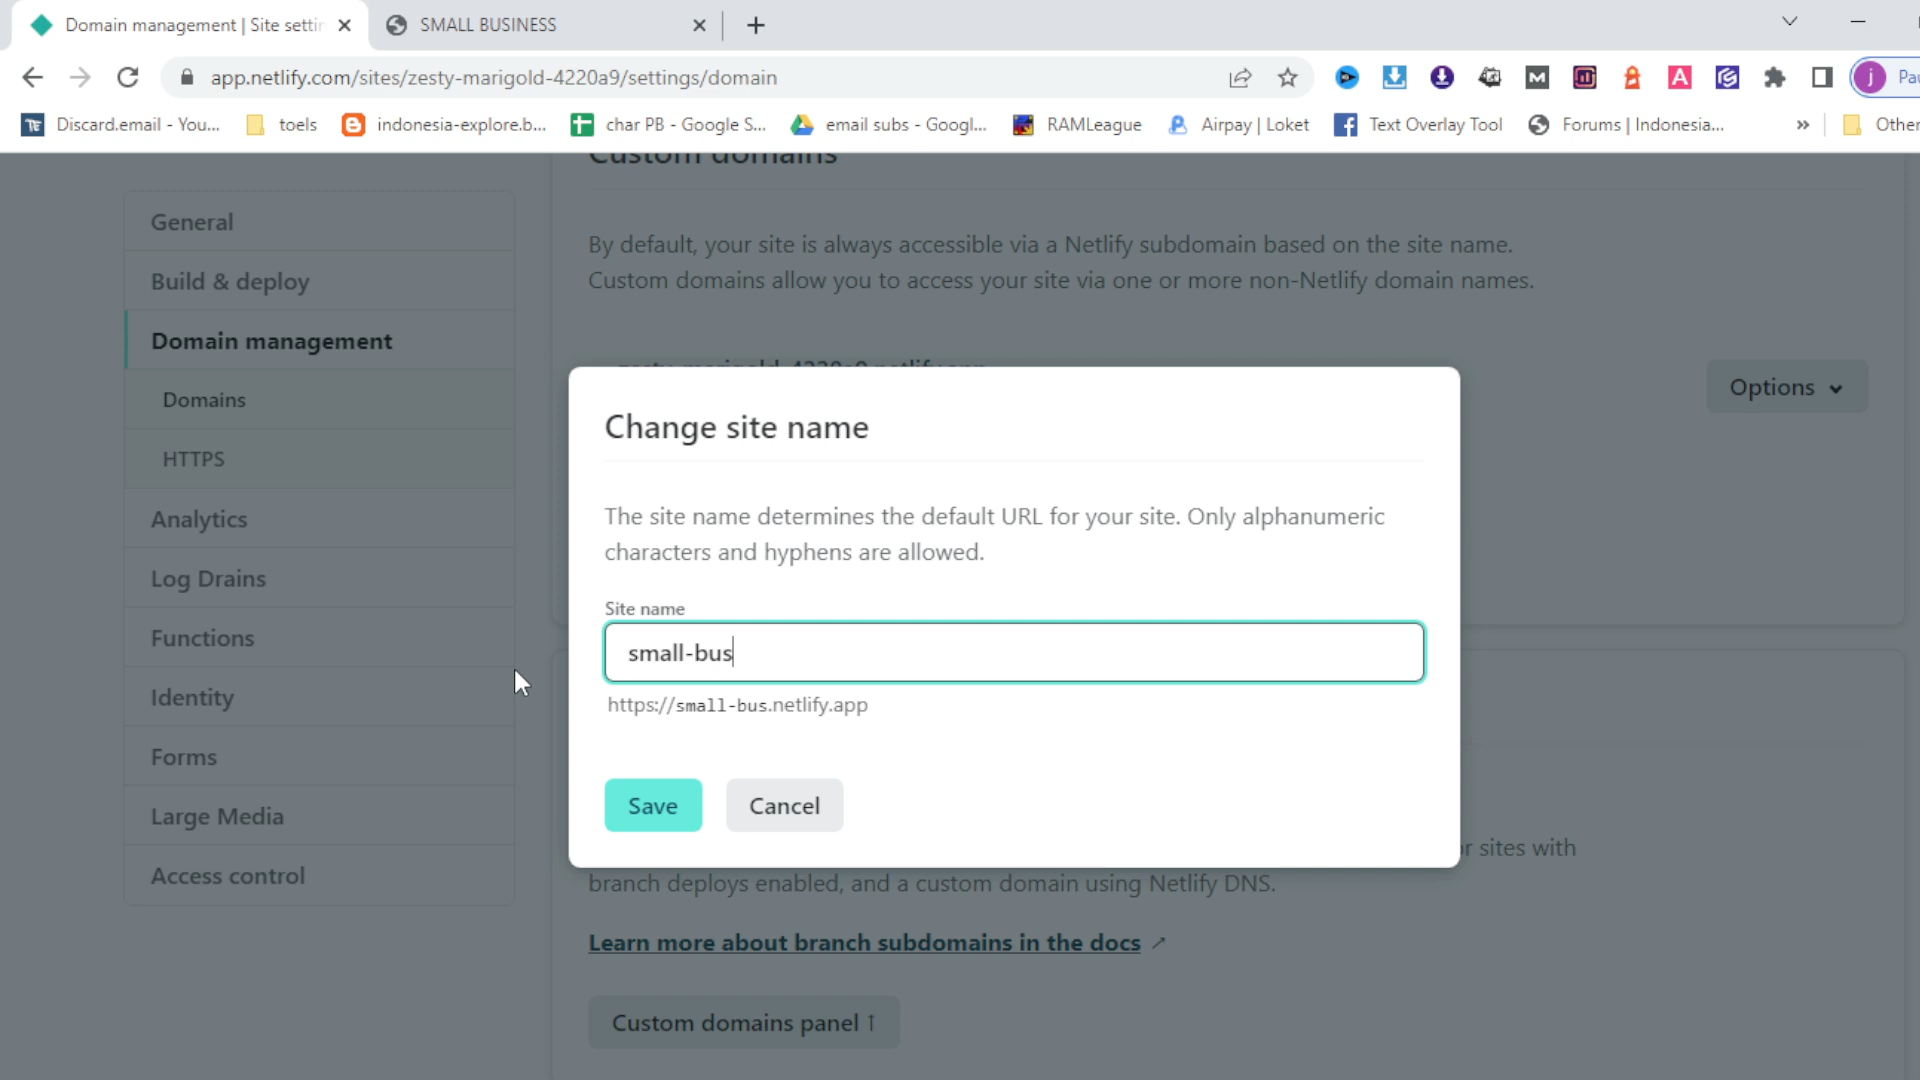 Domain management | Site settin
SMALL BUSINESS
app.netlify.com/sites/zesty-marigold-4220a9/settings/domain
j
Pau
TE Discard.email - You...
toels
indonesia-explore.b...
char PB - Google S...
email subs - Googl...
RAMLeague
Airpay | Loket
Text Overlay Tool
Forums | Indonesia...
»
Other
Custom domains
General
Build & deploy
Domain management
Domains
HTTPS
Analytics
Log Drains
Functions
Identity
Forms
Large Media
Access control
By default, your site is always accessible via a Netlify subdomain based on the site name.
Custom domains allow you to access your site via one or more non-Netlify domain names.
zesty-marigold-4220a9.netlify.app
Options
Change site name
The site name determines the default URL for your site. Only alphanumeric
characters and hyphens are allowed.
Site name
small-bus
https://small-bus.netlify.app
Save
Cancel
or sites with
branch deploys enabled, and a custom domain using Netlify DNS.
Learn more about branch subdomains in the docs ↗
Custom domains panel ↑